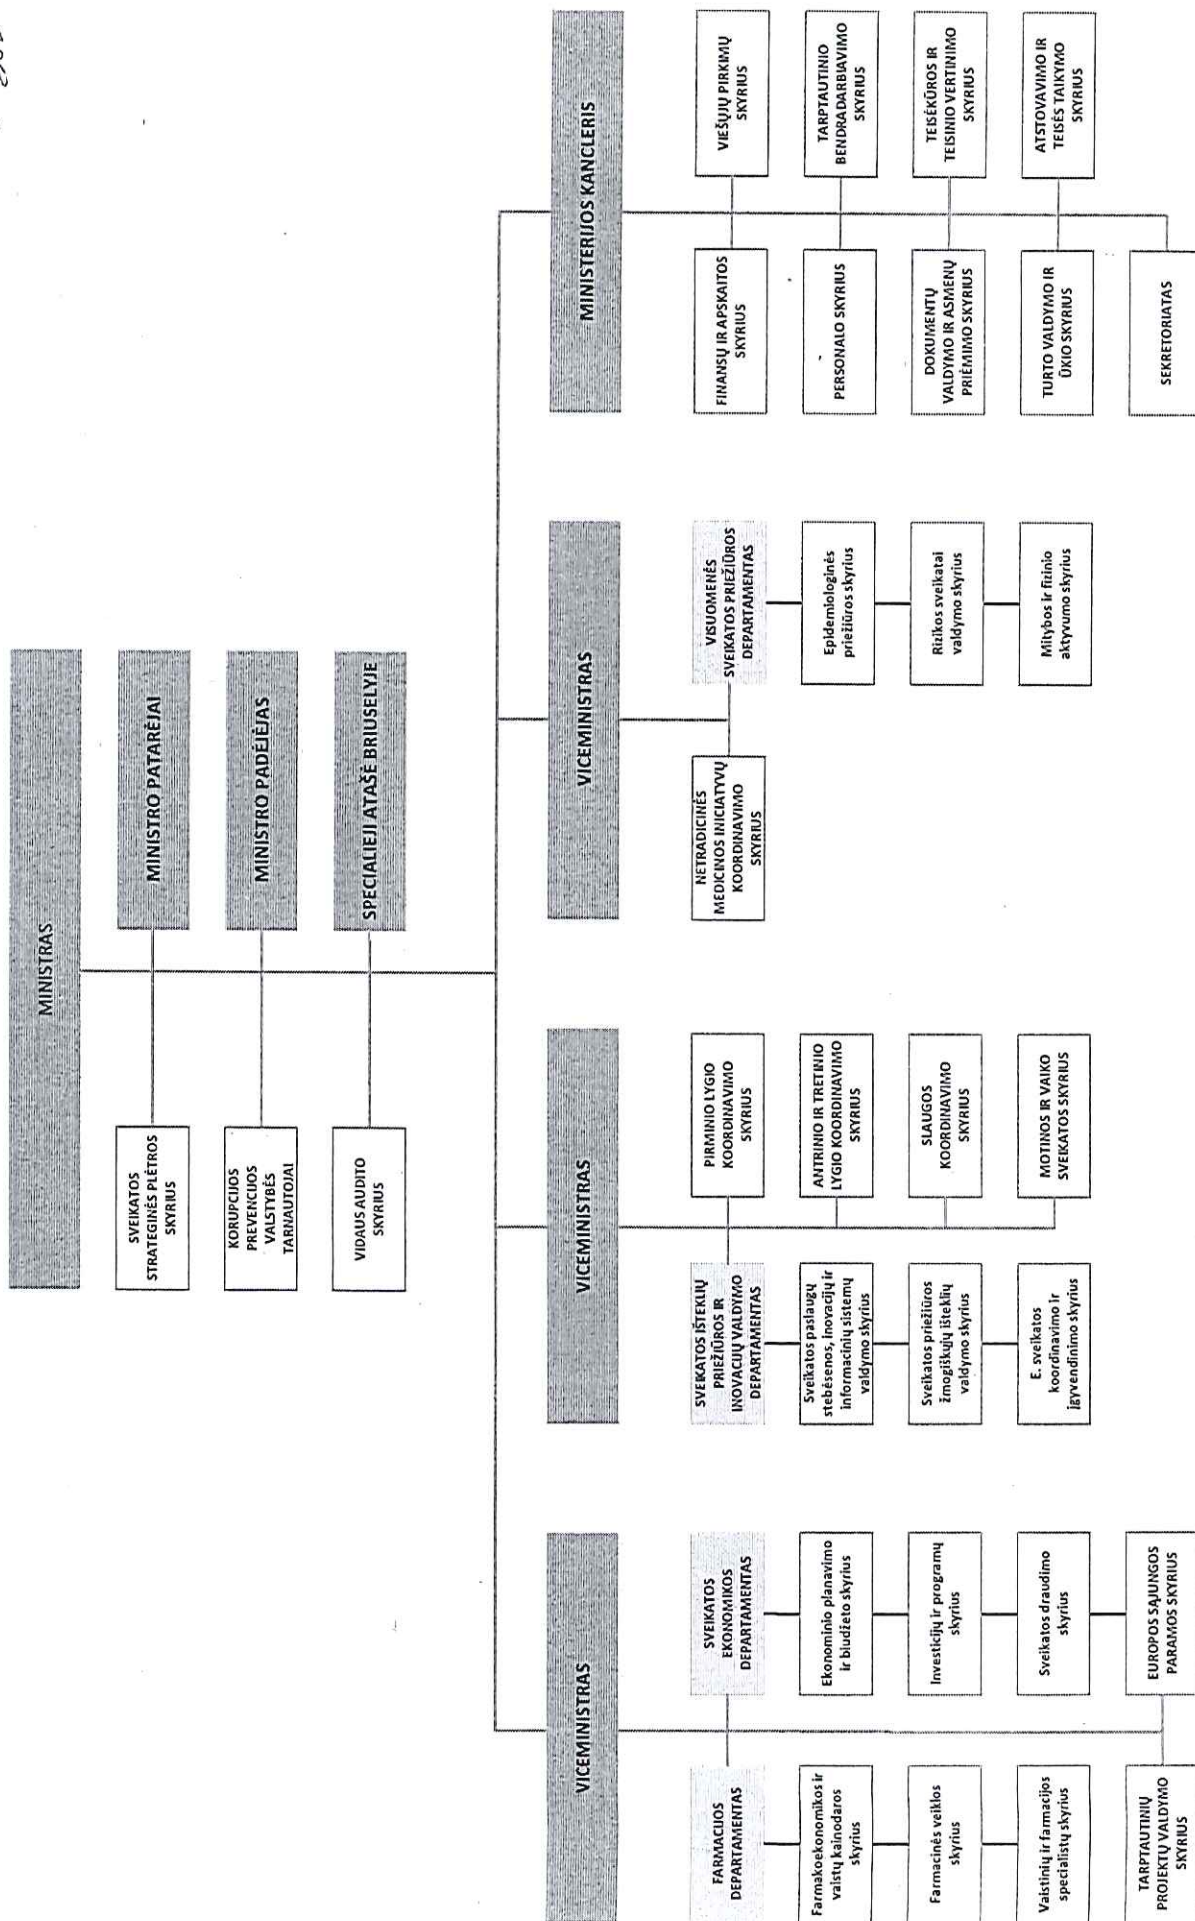 MINISTRAS
SVEIKATOS
STRATEGINĖS PLĖTROS
SKYRIUS
MINISTRO PATARĖJAI
KORUPCIJOS
PREVENCIJOS
VALSTYBĖS
TARNAUTOJAI
MINISTRO PADĖJĖJAS
VIDAUS AUDITO
SKYRIUS
SPECIALIEJI ATAŠĖ BRIUSELYJE
VICEMINISTRAS
FARMACIJOS
DEPARTAMENTAS
Farmakoekonomikos ir
vaistų kainodaros
skyrius
Farmacinės veiklos
skyrius
Vaistinių ir farmacijos
specialistų skyrius
TARPTAUTINIŲ
PROJEKTŲ VALDYMO
SKYRIUS
SVEIKATOS
EKONOMIKOS
DEPARTAMENTAS
Ekonominio planavimo
ir biudžeto skyrius
Investicijų ir programų
skyrius
Sveikatos draudimo
skyrius
EUROPOS SĄJUNGOS
PARAMOS SKYRIUS
VICEMINISTRAS
SVEIKATOS IŠTEKLIŲ
PRIEŽIŪROS IR
INOVACIJŲ VALDYMO
DEPARTAMENTAS
Sveikatos paslaugų
stebėsenos, inovacijų ir
informacinių sistemų
valdymo skyrius
Sveikatos priežiūros
žmogiškųjų išteklių
valdymo skyrius
E. sveikatos
koordinavimo ir
įgyvendinimo skyrius
PIRMINIO LYGIO
KOORDINAVIMO
SKYRIUS
ANTRINIO IR TRETINIO
LYGIO KOORDINAVIMO
SKYRIUS
SLAUGOS
KOORDINAVIMO
SKYRIUS
MOTINOS IR VAIKO
SVEIKATOS SKYRIUS
VICEMINISTRAS
NETRADICINĖS
MEDICINOS INICIATYVŲ
KOORDINAVIMO
SKYRIUS
VISUOMENĖS
SVEIKATOS PRIEŽIŪROS
DEPARTAMENTAS
Epidemiologinės
priežiūros skyrius
Rizikos sveikatai
valdymo skyrius
Mitybos ir fizinio
aktyvumo skyrius
MINISTERIJOS KANCLERIS
FINANSŲ IR APSKAITOS
SKYRIUS
PERSONALO SKYRIUS
DOKUMENTŲ
VALDYMO IR ASMENŲ
PRIĖMIMO SKYRIUS
TURTO VALDYMO IR
ŪKIO SKYRIUS
SEKRETORIATAS
VIEŠŲJŲ PIRKIMŲ
SKYRIUS
TARPTAUTINIO
BENDRADARBIAVIMO
SKYRIUS
TEISĖKŪROS IR
TEISINIO VERTINIMO
SKYRIUS
ATSTOVAVIMO IR
TEISĖS TAIKYMO
SKYRIUS